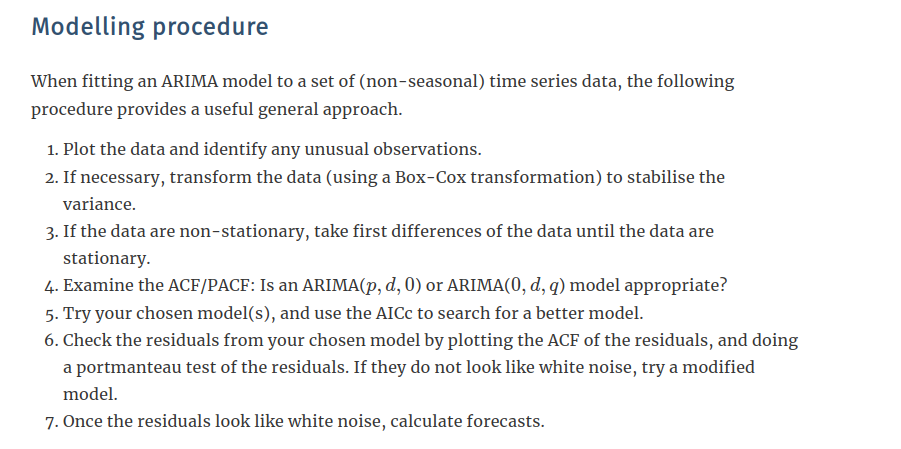 Modelling procedure
When fitting an ARIMA model to a set of (non-seasonal) time series data, the following
procedure provides a useful general approach.
1. Plot the data and identify any unusual observations.
2. If necessary, transform the data (using a Box-Cox transformation) to stabilise the
variance.
3. If the data are non-stationary, take first differences of the data until the data are
stationary.
4. Examine the ACF/PACF: Is an ARIMA(p, d, 0) or ARIMA(0, d, q) model appropriate?
5. Try your chosen model(s), and use the AICc to search for a better model.
6. Check the residuals from your chosen model by plotting the ACF of the residuals, and doing
a portmanteau test of the residuals. If they do not look like white noise, try a modified
model.
7. Once the residuals look like white noise, calculate forecasts.